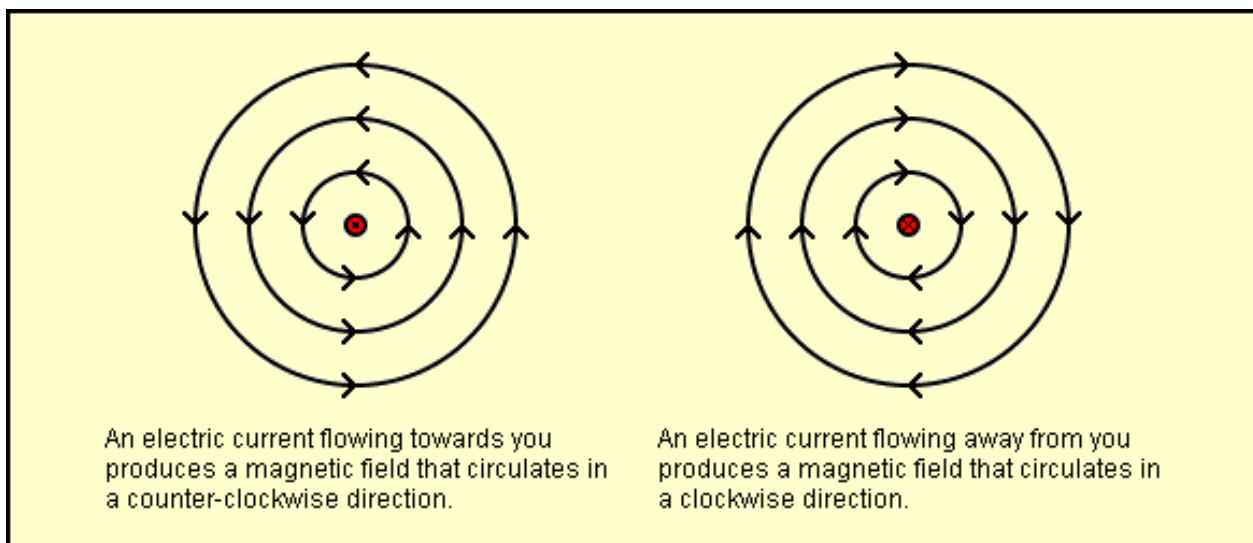 An electric current flowing towards you
produces a magnetic field that circulates in
a counter-clockwise direction.
An electric current flowing away from you
produces a magnetic field that circulates in
a clockwise direction.